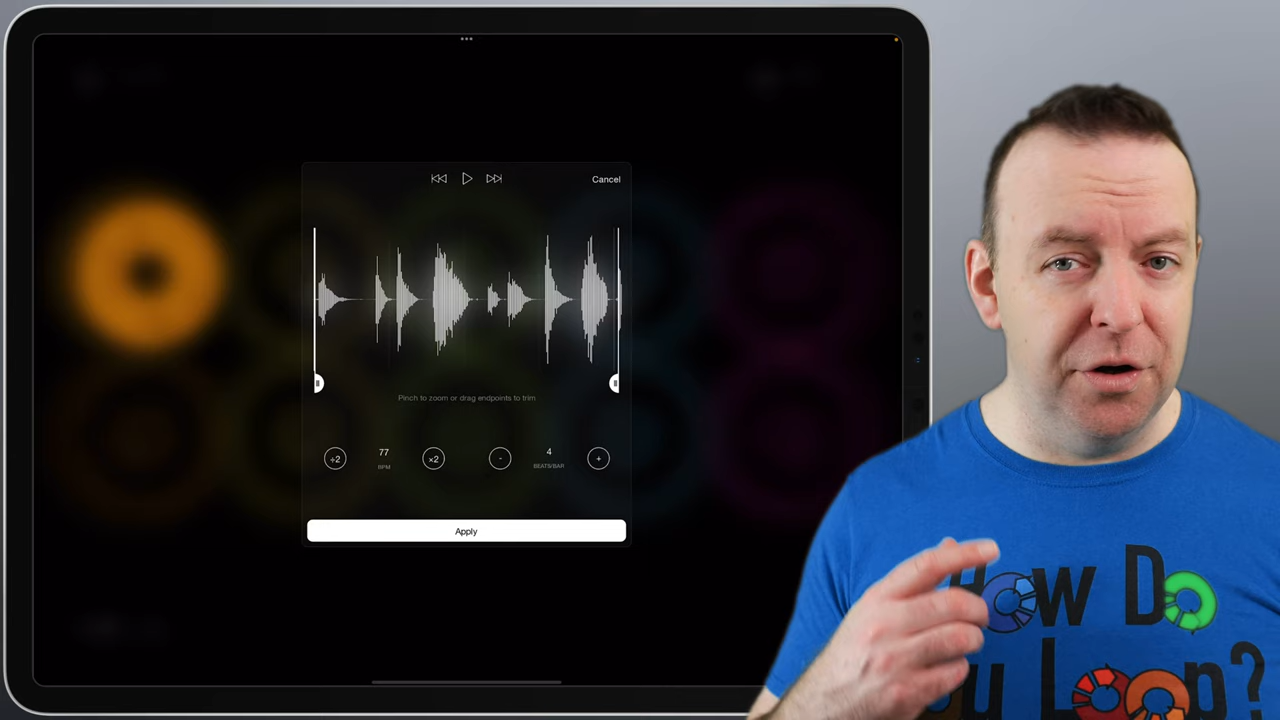 Cancel
Pinch to zoom or drag endpoints to trim
÷2
77
BPM
×2
-
4
BEATS/BAR
+
Apply
How Do
You Loop?